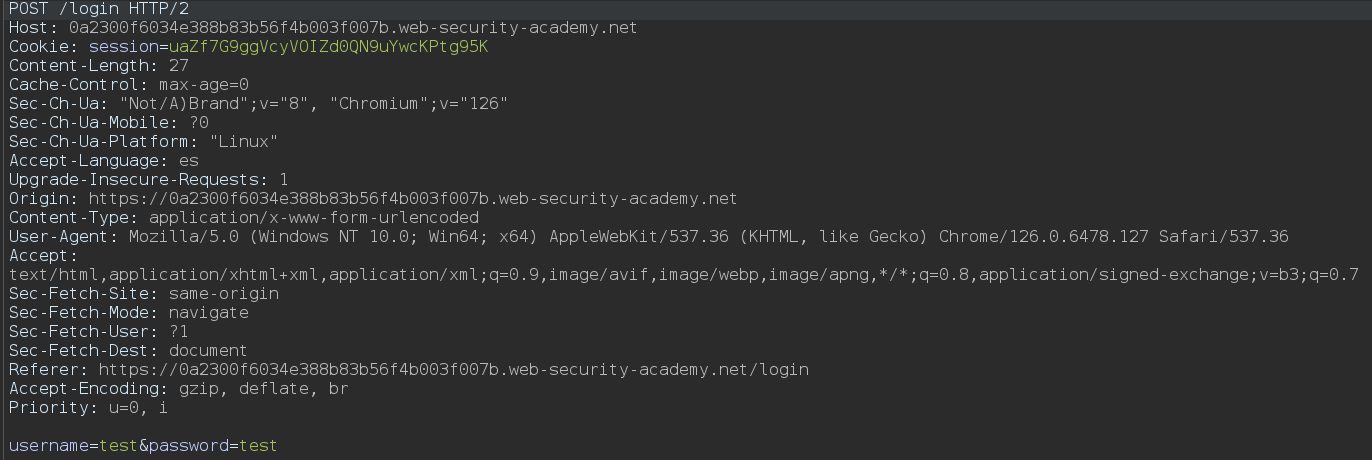 POST /login HTTP/2
Host: 0a2300f6034e388b83b56f4b003f007b.web-security-academy.net
Cookie: session=uaZf7G9ggVcyVOIZd0QN9uYwcKPtg95K
Content-Length: 27
Cache-Control: max-age=0
Sec-Ch-Ua: "Not/A)Brand";v="8", "Chromium";v="126"
Sec-Ch-Ua-Mobile: ?0
Sec-Ch-Ua-Platform: "Linux"
Accept-Language: es
Upgrade-Insecure-Requests: 1
Origin: https://0a2300f6034e388b83b56f4b003f007b.web-security-academy.net
Content-Type: application/x-www-form-urlencoded
User-Agent: Mozilla/5.0 (Windows NT 10.0; Win64; x64) AppleWebKit/537.36 (KHTML, like Gecko) Chrome/126.0.6478.127 Safari/537.36
Accept:
text/html,application/xhtml+xml,application/xml;q=0.9,image/avif,image/webp,image/apng,*/*;q=0.8,application/signed-exchange;v=b3;q=0.7
Sec-Fetch-Site: same-origin
Sec-Fetch-Mode: navigate
Sec-Fetch-User: ?1
Sec-Fetch-Dest: document
Referer: https://0a2300f6034e388b83b56f4b003f007b.web-security-academy.net/login
Accept-Encoding: gzip, deflate, br
Priority: u=0, i
username=test&password=test